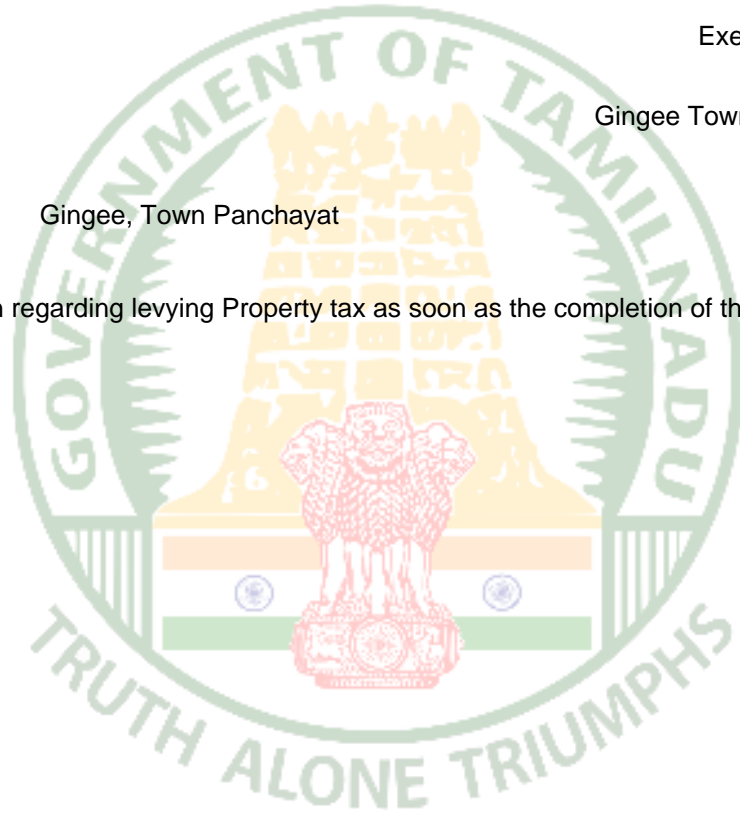 Exe
Gingee Town
Gingee, Town Panchayat
n regarding levying Property tax as soon as the completion of th
GOVERNMENT OF TAMILNADU
TRUTH ALONE TRIUMPHS